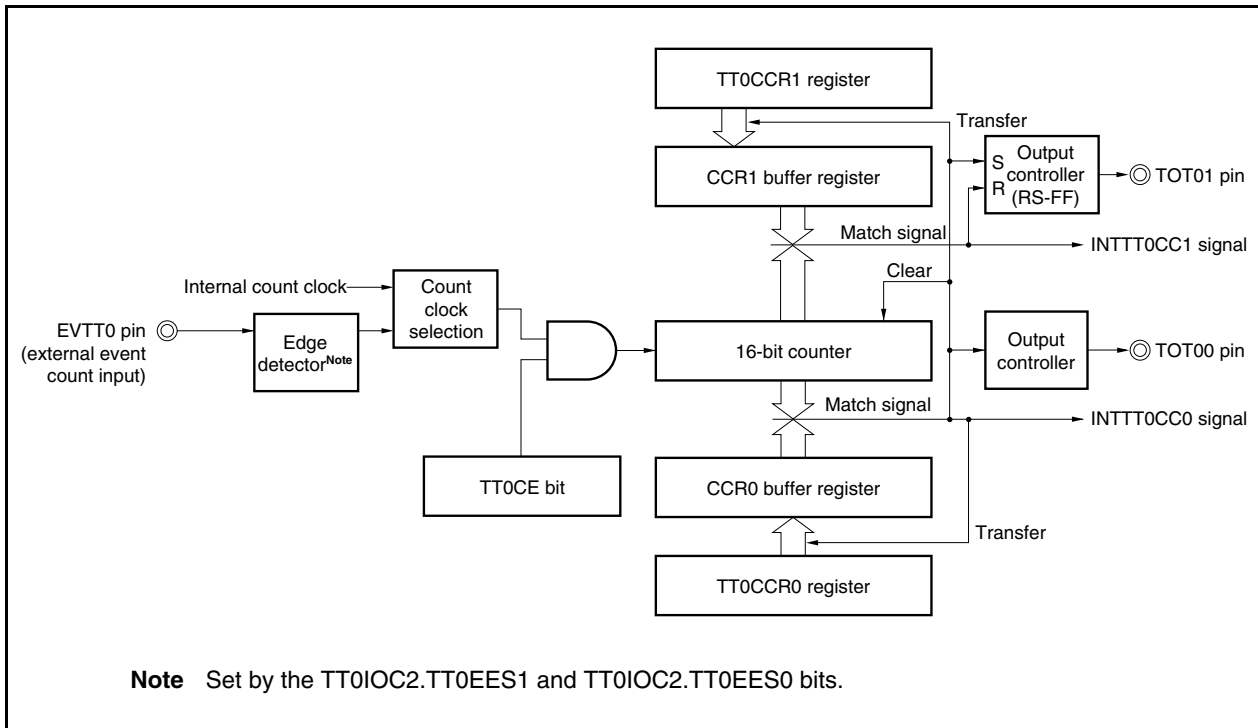 TT0CCR1 register
Transfer
CCR1 buffer register
S
R
Output
controller
(RS-FF)
TOT01 pin
Match signal
INTTT0CC1 signal
Clear
Internal count clock
Count
clock
selection
EVTT0 pin
(external event
count input)
Edge
detectorNote
16-bit counter
Output
controller
TOT00 pin
Match signal
INTTT0CC0 signal
TT0CE bit
CCR0 buffer register
Transfer
TT0CCR0 register
Note Set by the TT0IOC2.TT0EES1 and TT0IOC2.TT0EES0 bits.